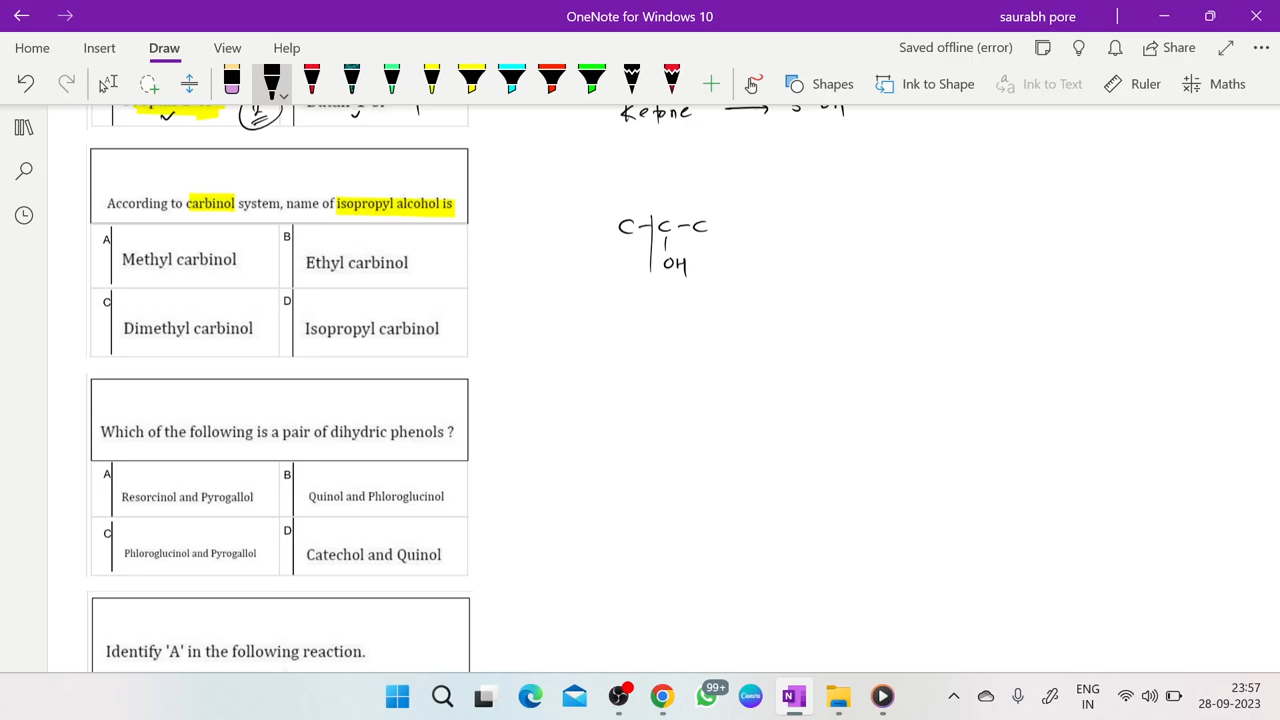 OneNote for Windows 10
saurabh pore
Home Insert Draw View Help
Saved offline (error)
Share
Shapes
Ink to Shape
Ink to Text
Ruler
Maths
Ketone → 3° OH
According to carbinol system, name of isopropyl alcohol is
A
Methyl carbinol
B
Ethyl carbinol
C
Dimethyl carbinol
D
Isopropyl carbinol
C-C-C
OH
Which of the following is a pair of dihydric phenols ?
A
Resorcinol and Pyrogallol
B
Quinol and Phloroglucinol
C
Phloroglucinol and Pyrogallol
D
Catechol and Quinol
Identify 'A' in the following reaction.
99+
Canva
ENG
IN
23:57
28-09-2023